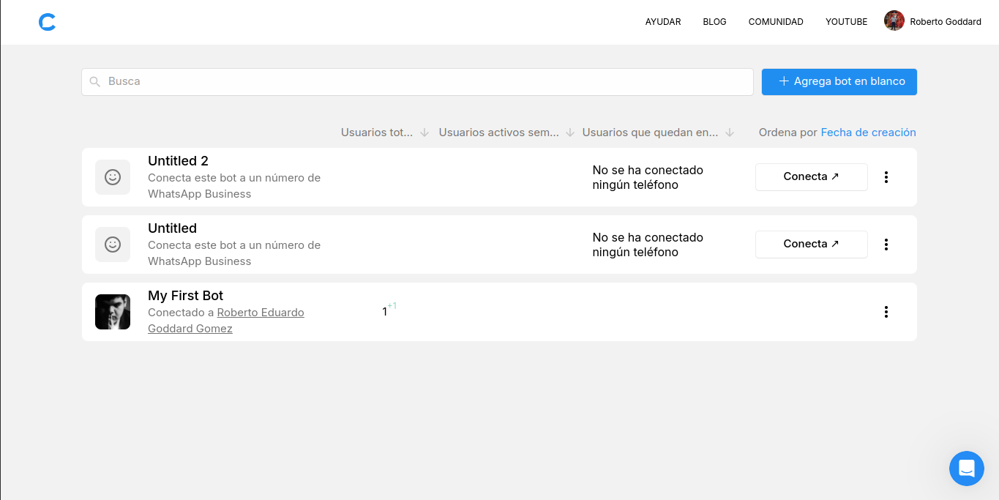 AYUDAR BLOG COMUNIDAD YOUTUBE Roberto Goddard
Busca
Agrega bot en blanco
Usuarios tot... Usuarios activos sem... Usuarios que quedan en... Ordena por Fecha de creación
Untitled 2
Conecta este bot a un número de
WhatsApp Business
No se ha conectado
ningún teléfono
Conecta ↗
Untitled
Conecta este bot a un número de
WhatsApp Business
No se ha conectado
ningún teléfono
Conecta ↗
My First Bot
Conectado a Roberto Eduardo
Goddard Gomez
1 +1